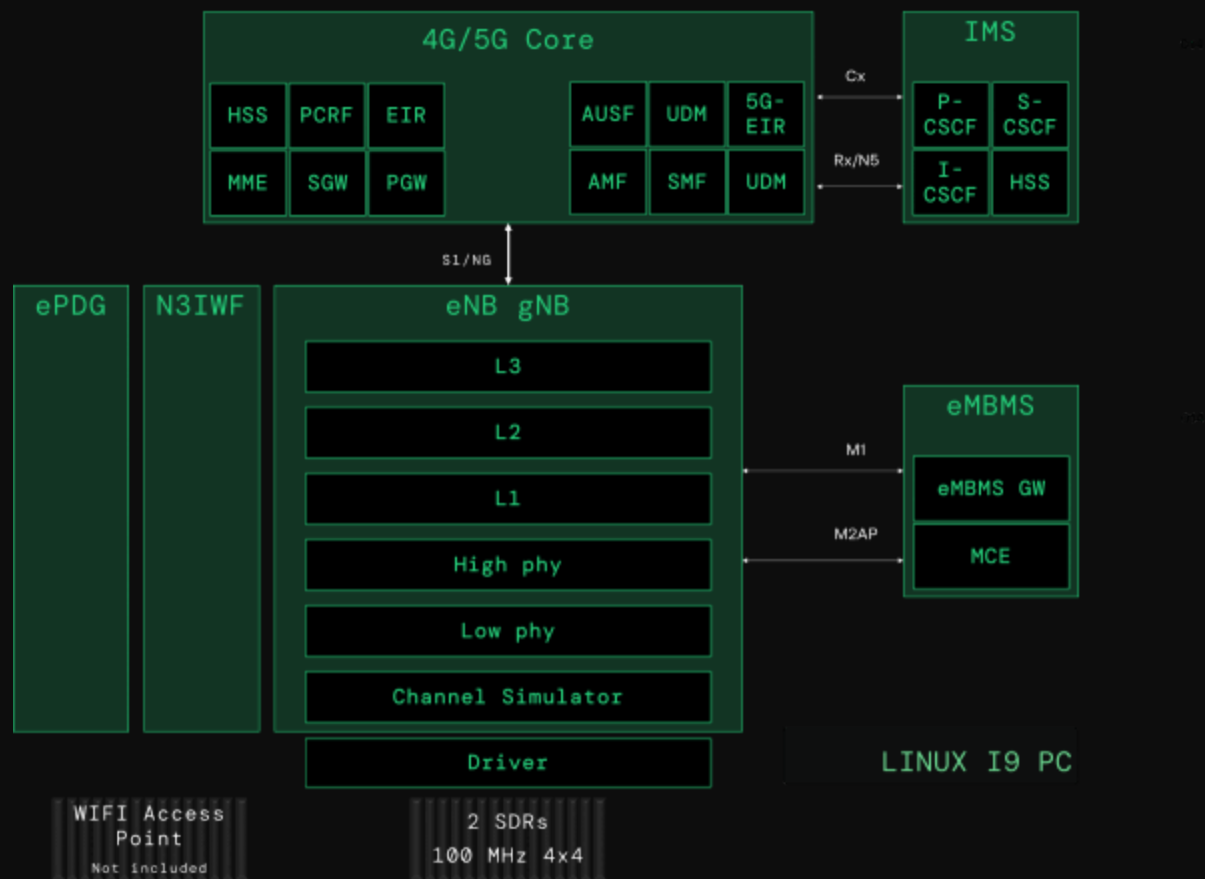 4G/5G Core
IMS
HSS
PCRF
EIR
AUSF
UDM
5G-
EIR
Cx
P-
CSCF
S-
CSCF
MME
SGW
PGW
AMF
SMF
UDM
Rx/N5
I-
CSCF
HSS
S1/NG
ePDG
N3IWF
eNB gNB
L3
L2
L1
High phy
Low phy
Channel Simulator
Driver
eMBMS
M1
eMBMS GW
M2AP
MCE
LINUX I9 PC
WIFI Access
Point
Not included
2 SDRs
100 MHz 4x4